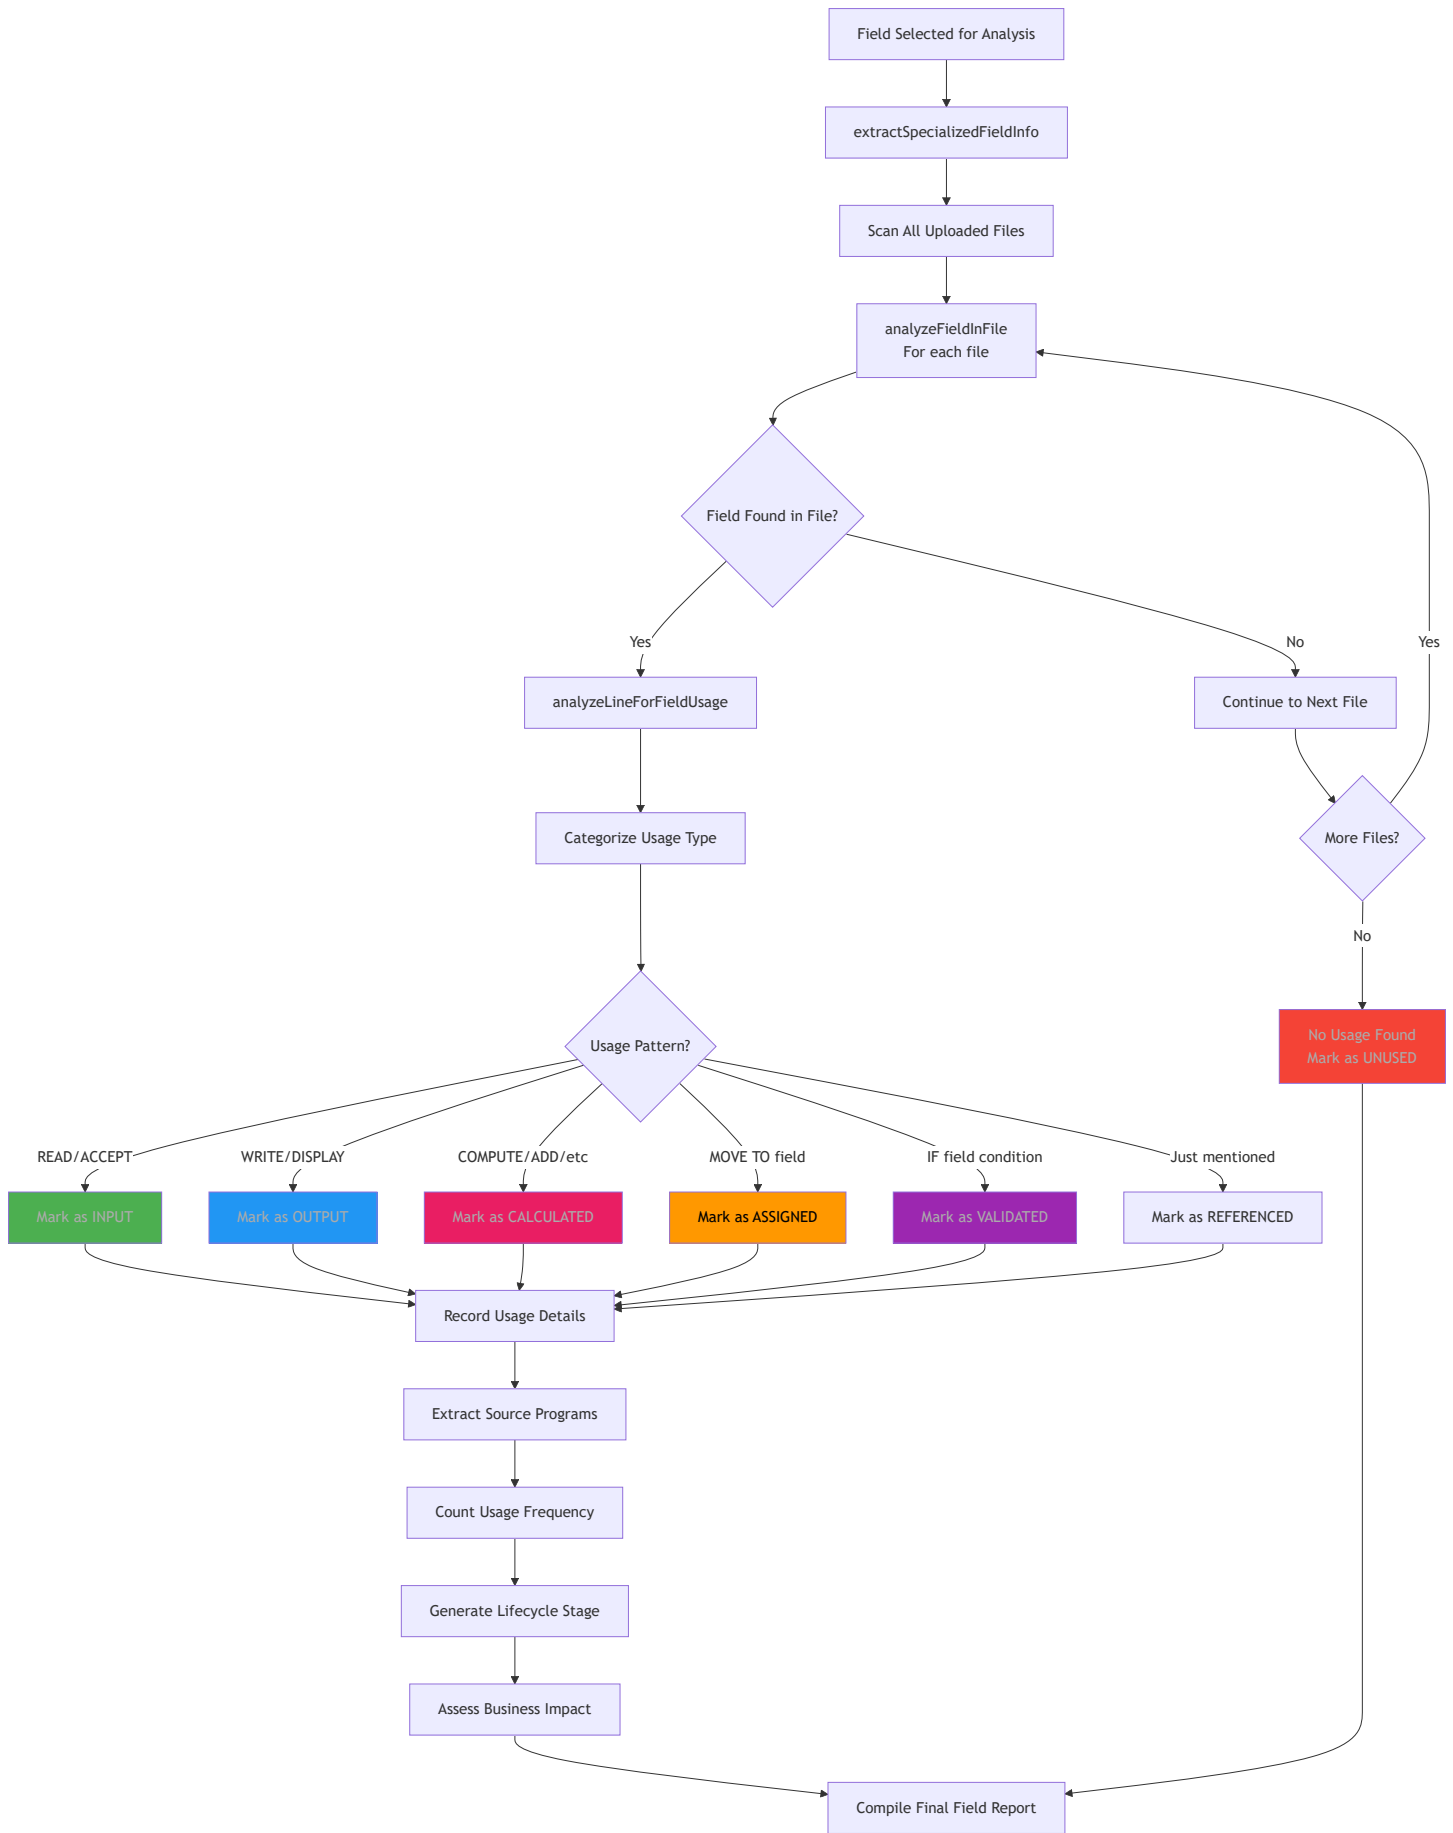 Field Selected for Analysis
extractSpecializedFieldInfo
Scan All Uploaded Files
analyzeFieldInFile
For each file
Field Found in File?
Yes
No
Yes
analyzeLineForFieldUsage
Continue to Next File
Categorize Usage Type
More Files?
No
Usage Pattern?
No Usage Found
Mark as UNUSED
READ/ACCEPT
WRITE/DISPLAY
COMPUTE/ADD/etc
MOVE TO field
IF field condition
Just mentioned
Mark as INPUT
Mark as OUTPUT
Mark as CALCULATED
Mark as ASSIGNED
Mark as VALIDATED
Mark as REFERENCED
Record Usage Details
Extract Source Programs
Count Usage Frequency
Generate Lifecycle Stage
Assess Business Impact
Compile Final Field Report